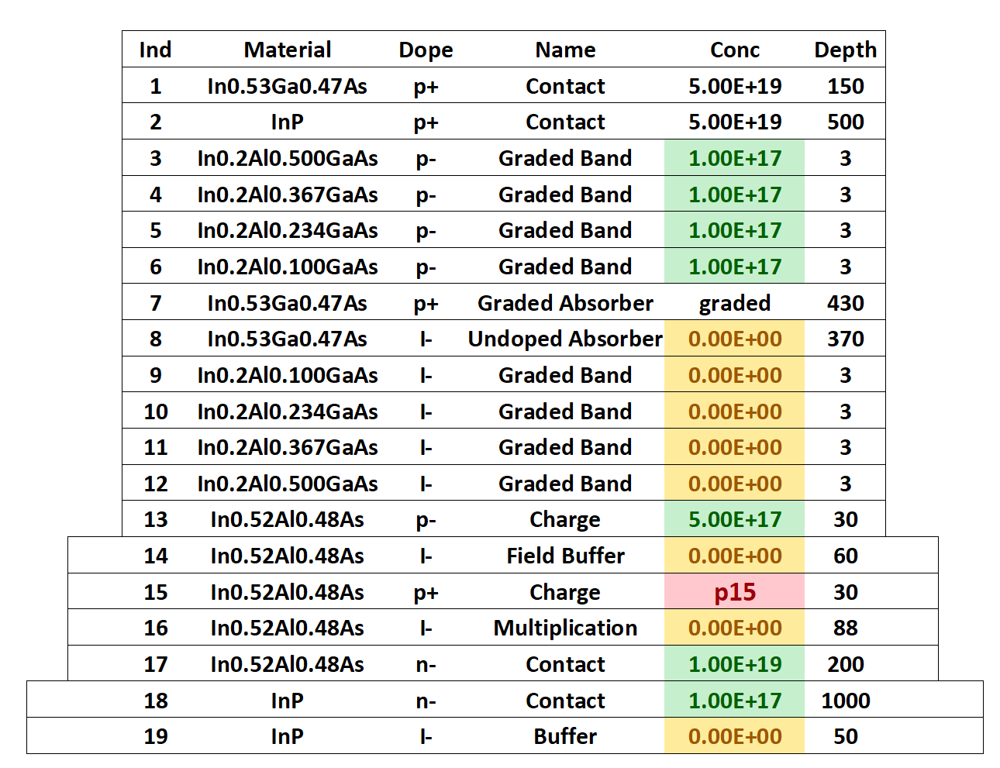 Ind Material Dope Name Conc Depth
1 In0.53Ga0.47As p+ Contact 5.00E+19 150
2 InP p+ Contact 5.00E+19 500
3 In0.2Al0.500GaAs p- Graded Band 1.00E+17 3
4 In0.2Al0.367GaAs p- Graded Band 1.00E+17 3
5 In0.2Al0.234GaAs p- Graded Band 1.00E+17 3
6 In0.2Al0.100GaAs p- Graded Band 1.00E+17 3
7 In0.53Ga0.47As p+ Graded Absorber graded 430
8 In0.53Ga0.47As I- Undoped Absorber 0.00E+00 370
9 In0.2Al0.100GaAs I- Graded Band 0.00E+00 3
10 In0.2Al0.234GaAs I- Graded Band 0.00E+00 3
11 In0.2Al0.367GaAs I- Graded Band 0.00E+00 3
12 In0.2Al0.500GaAs I- Graded Band 0.00E+00 3
13 In0.52Al0.48As p- Charge 5.00E+17 30
14 In0.52Al0.48As I- Field Buffer 0.00E+00 60
15 In0.52Al0.48As p+ Charge p15 30
16 In0.52Al0.48As I- Multiplication 0.00E+00 88
17 In0.52Al0.48As n- Contact 1.00E+19 200
18 InP n- Contact 1.00E+17 1000
19 InP I- Buffer 0.00E+00 50